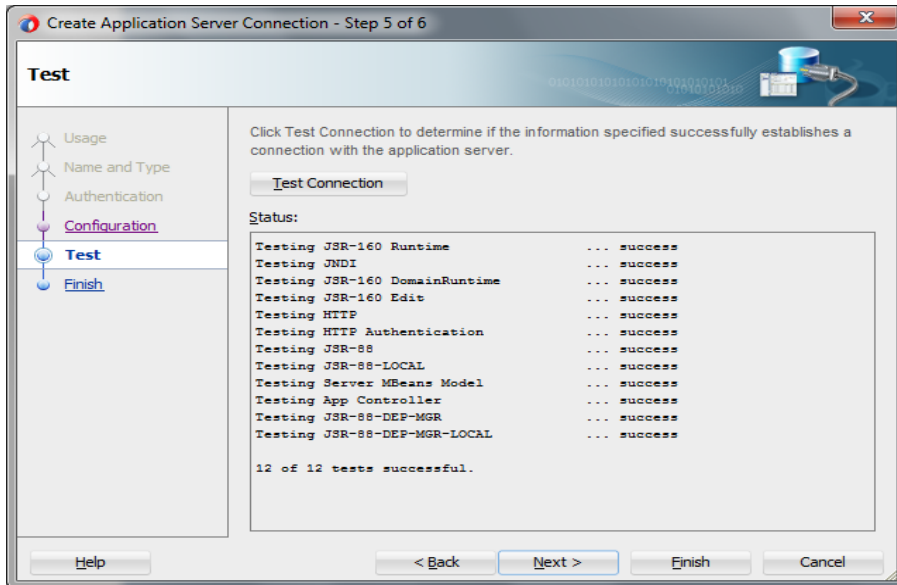 Create Application Server Connection - Step 5 of 6
Test
Usage
Name and Type
Authentication
Configuration
Test
Finish
Click Test Connection to determine if the information specified successfully establishes a
connection with the application server.
Test Connection
Status:
Testing JSR-160 Runtime ... success
Testing JNDI ... success
Testing JSR-160 DomainRuntime ... success
Testing JSR-160 Edit ... success
Testing HTTP ... success
Testing HTTP Authentication ... success
Testing JSR-88 ... success
Testing JSR-88-LOCAL ... success
Testing Server MBeans Model ... success
Testing App Controller ... success
Testing JSR-88-DEP-MGR ... success
Testing JSR-88-DEP-MGR-LOCAL ... success
12 of 12 tests successful.
Help < Back Next > Finish Cancel